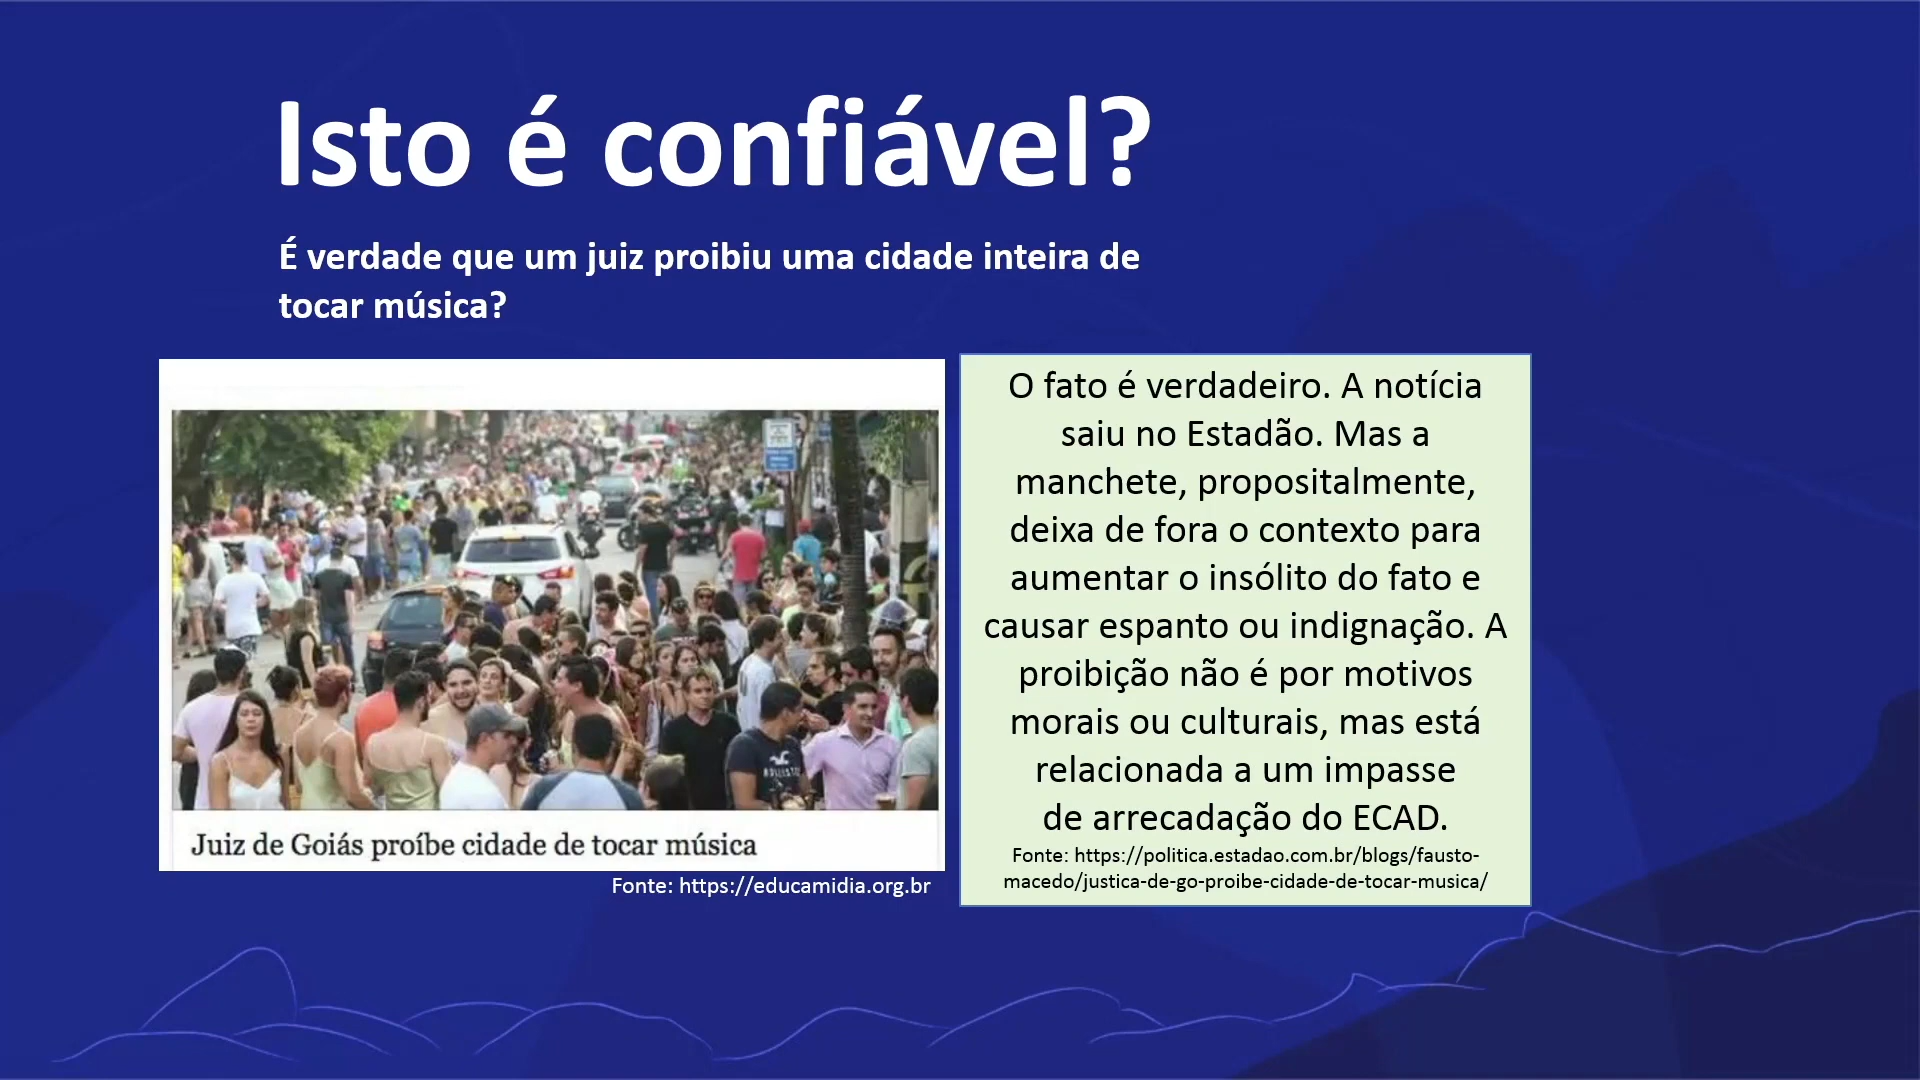 Isto é confiável?
É verdade que um juiz proibiu uma cidade inteira de
tocar música?
Juiz de Goiás proíbe cidade de tocar música
Fonte: https://educamidia.org.br
O fato é verdadeiro. A notícia
saiu no Estadão. Mas a
manchete, propositalmente,
deixa de fora o contexto para
aumentar o insólito do fato e
causar espanto ou indignação. A
proibição não é por motivos
morais ou culturais, mas está
relacionada a um impasse
de arrecadação do ECAD.
Fonte: https://politica.estadao.com.br/blogs/fausto-
macedo/justica-de-go-proibe-cidade-de-tocar-musica/